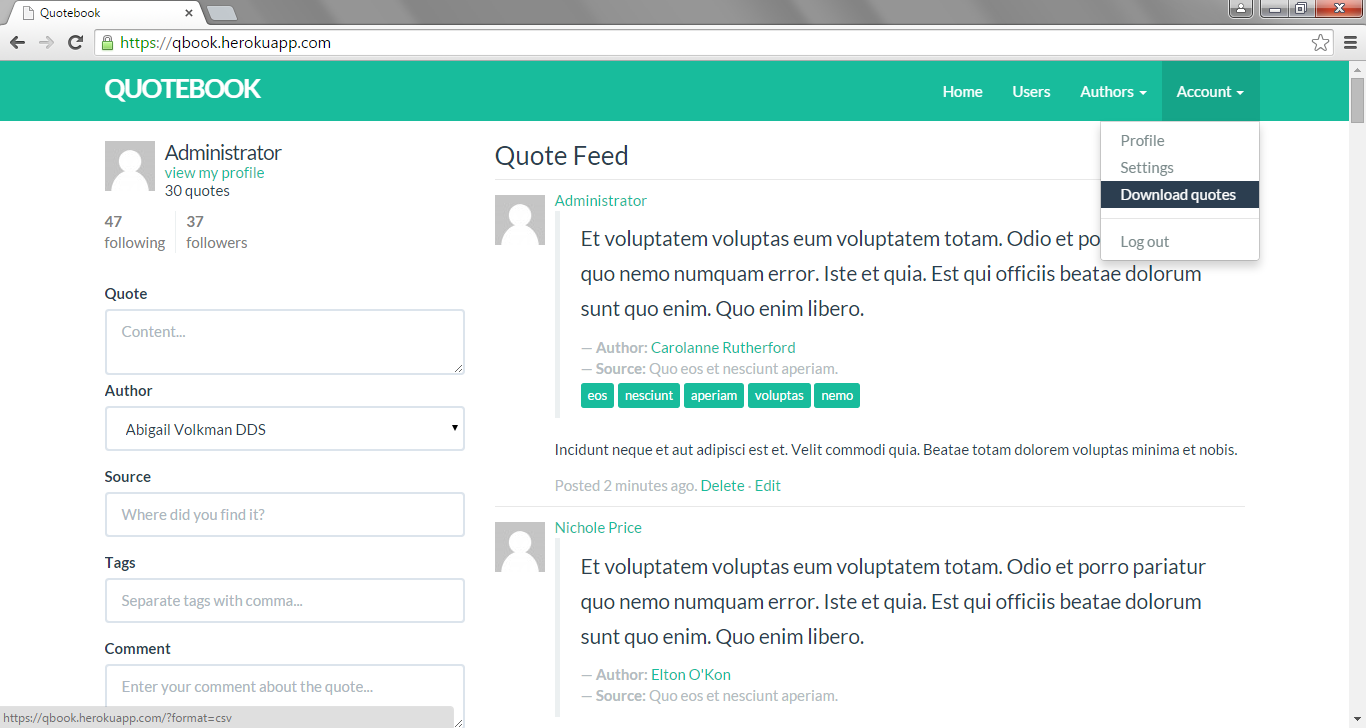 Quotebook
https://qbook.herokuapp.com
QUOTEBOOK
Home Users Authors Account
Profile
Settings
Download quotes
Log out
Administrator
view my profile
30 quotes
47 following
37 followers
Quote
Content...
Author
Abigail Volkman DDS
Source
Where did you find it?
Tags
Separate tags with comma...
Comment
Enter your comment about the quote...
Quote Feed
Administrator
Et voluptatem voluptas eum voluptatem totam. Odio et po
quo nemo numquam error. Iste et quia. Est qui officiis beatae dolorum
sunt quo enim. Quo enim libero.
— Author: Carolanne Rutherford
— Source: Quo eos et nesciunt aperiam.
eos nesciunt aperiam voluptas nemo
Incidunt neque et aut adipisci est et. Velit commodi quia. Beatae totam dolorem voluptas minima et nobis.
Posted 2 minutes ago. Delete · Edit
Nichole Price
Et voluptatem voluptas eum voluptatem totam. Odio et porro pariatur
quo nemo numquam error. Iste et quia. Est qui officiis beatae dolorum
sunt quo enim. Quo enim libero.
— Author: Elton O'Kon
— Source: Quo eos et nesciunt aperiam.
https://qbook.herokuapp.com/?format=csv